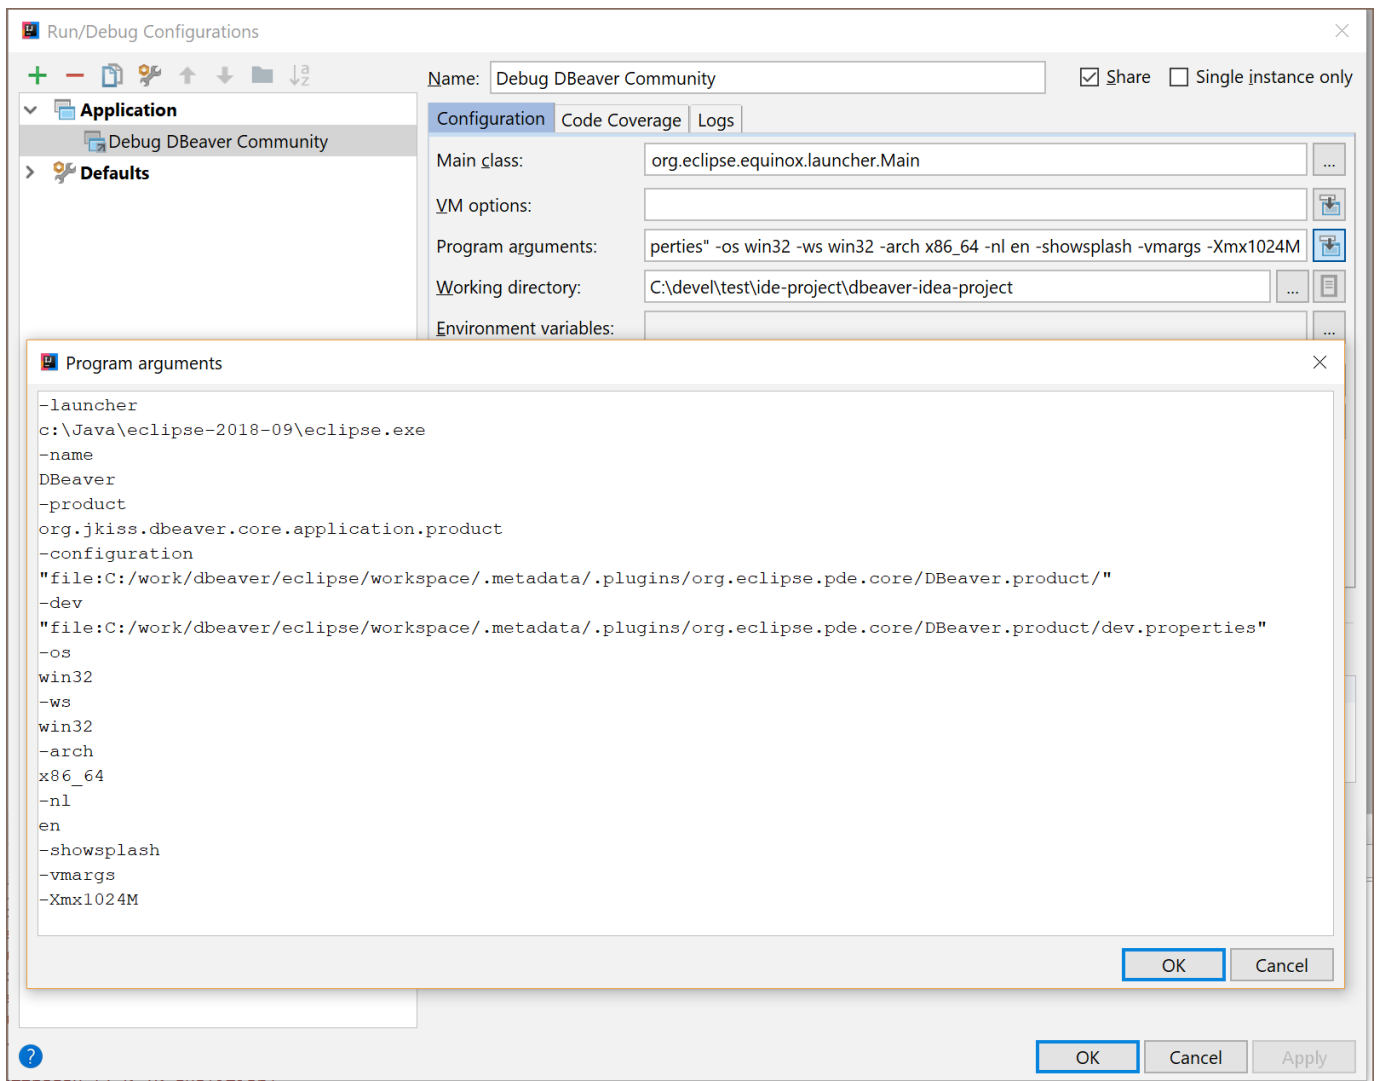 Run/Debug Configurations
Name: Debug DBeaver Community Share Single instance only
Application
Debug DBeaver Community
Defaults
Configuration Code Coverage Logs
Main class: org.eclipse.equinox.launcher.Main ...
VM options:
Program arguments: perties" -os win32 -ws win32 -arch x86_64 -nl en -showsplash -vmargs -Xmx1024M
Working directory: C:\devel\test\ide-project\dbeaver-idea-project ...
Environment variables: ...
Program arguments
-launcher
c:\Java\eclipse-2018-09\eclipse.exe
-name
DBeaver
-product
org.jkiss.dbeaver.core.application.product
-configuration
"file:C:/work/dbeaver/eclipse/workspace/.metadata/.plugins/org.eclipse.pde.core/DBeaver.product/"
-dev
"file:C:/work/dbeaver/eclipse/workspace/.metadata/.plugins/org.eclipse.pde.core/DBeaver.product/dev.properties"
-os
win32
-ws
win32
-arch
x86_64
-nl
en
-showsplash
-vmargs
-Xmx1024M
OK Cancel
OK Cancel Apply